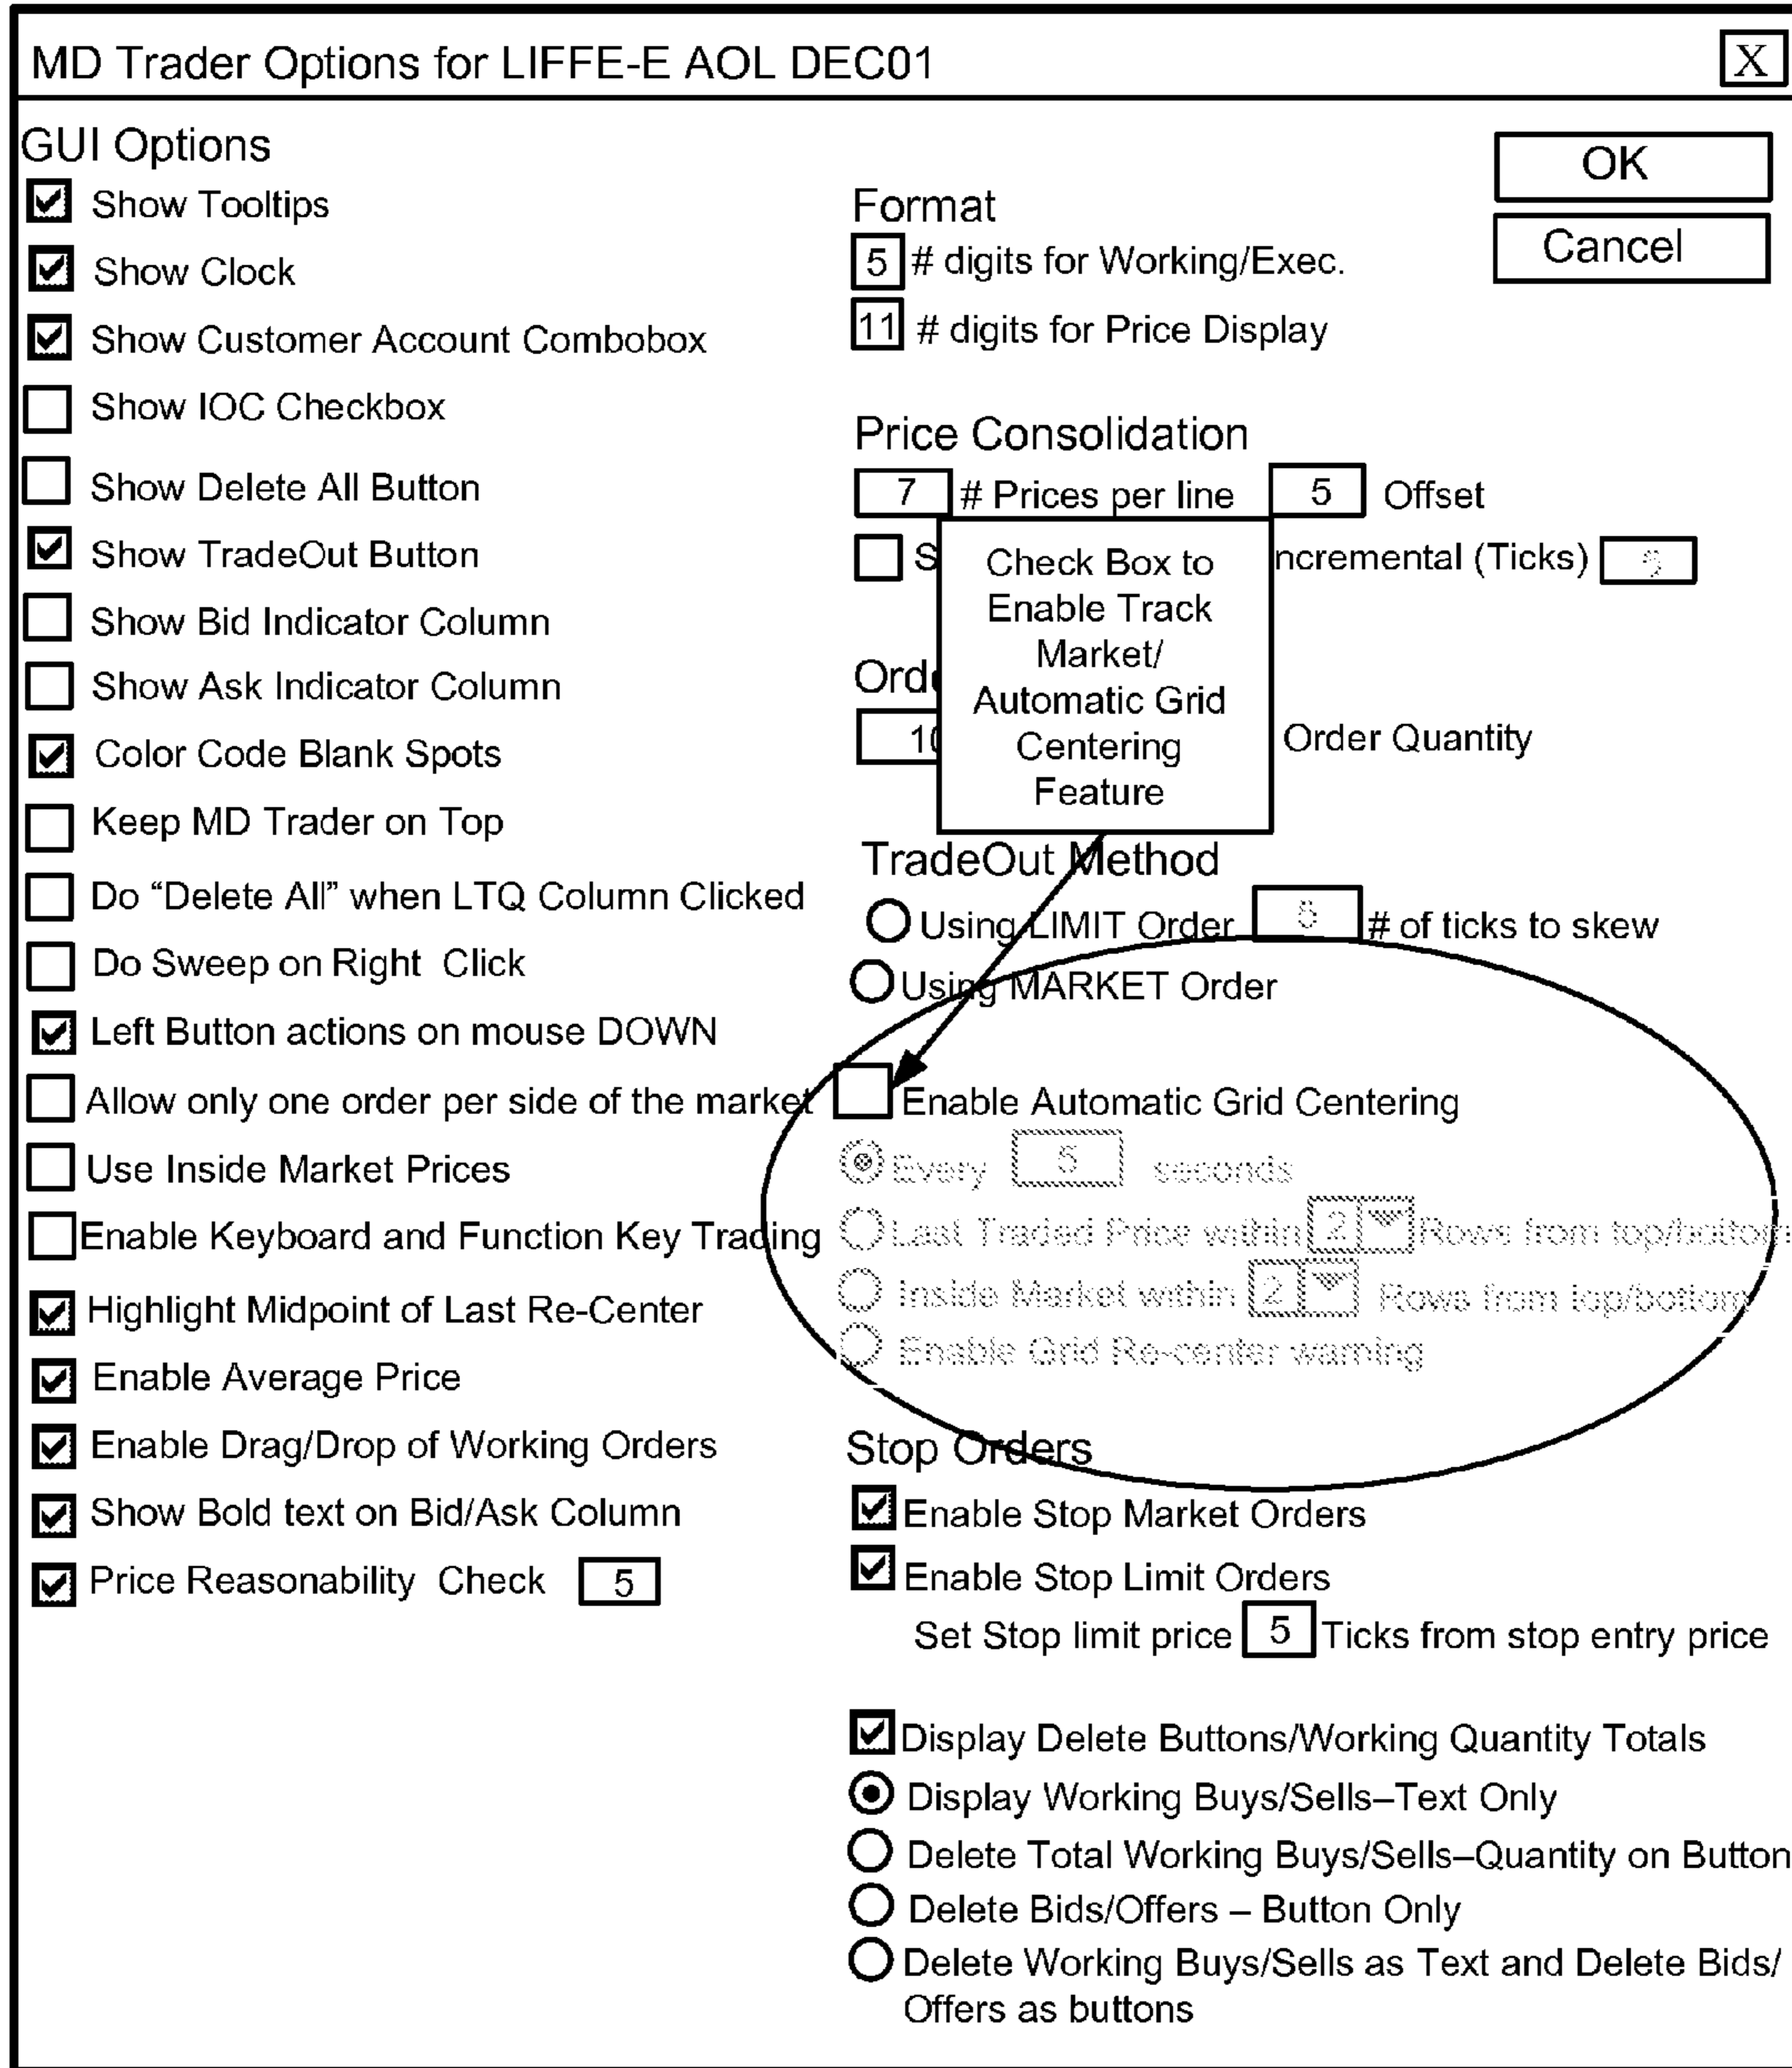 MD Trader Options for LIFFE-E AOL DEC01
X
GUI Options
Show Tooltips
Show Clock
Show Customer Account Combobox
Show IOC Checkbox
Show Delete All Button
Show TradeOut Button
Show Bid Indicator Column
Show Ask Indicator Column
Color Code Blank Spots
Keep MD Trader on Top
Do “Delete All” when LTQ Column Clicked
Do Sweep on Right Click
Left Button actions on mouse DOWN
Allow only one order per side of the market
Use Inside Market Prices
Enable Keyboard and Function Key Trading
Highlight Midpoint of Last Re-Center
Enable Average Price
Enable Drag/Drop of Working Orders
Show Bold text on Bid/Ask Column
Price Reasonability Check 5
OK
Cancel
Format
5 # digits for Working/Exec.
11 # digits for Price Display
Price Consolidation
7 # Prices per line 5 Offset
S ncremental (Ticks)
Check Box to
Enable Track
Market/
Automatic Grid
Centering
Feature
Ord
10 Order Quantity
TradeOut Method
Using LIMIT Order # of ticks to skew
Using MARKET Order
Enable Automatic Grid Centering
Every 5 seconds
Last Traded Price within 2 Rows from top/bottom
Inside Market within 2 Rows from top/bottom
Enable Grid Re-center warning
Stop Orders
Enable Stop Market Orders
Enable Stop Limit Orders
Set Stop limit price 5 Ticks from stop entry price
Display Delete Buttons/Working Quantity Totals
Display Working Buys/Sells–Text Only
Delete Total Working Buys/Sells–Quantity on Button
Delete Bids/Offers – Button Only
Delete Working Buys/Sells as Text and Delete Bids/
Offers as buttons